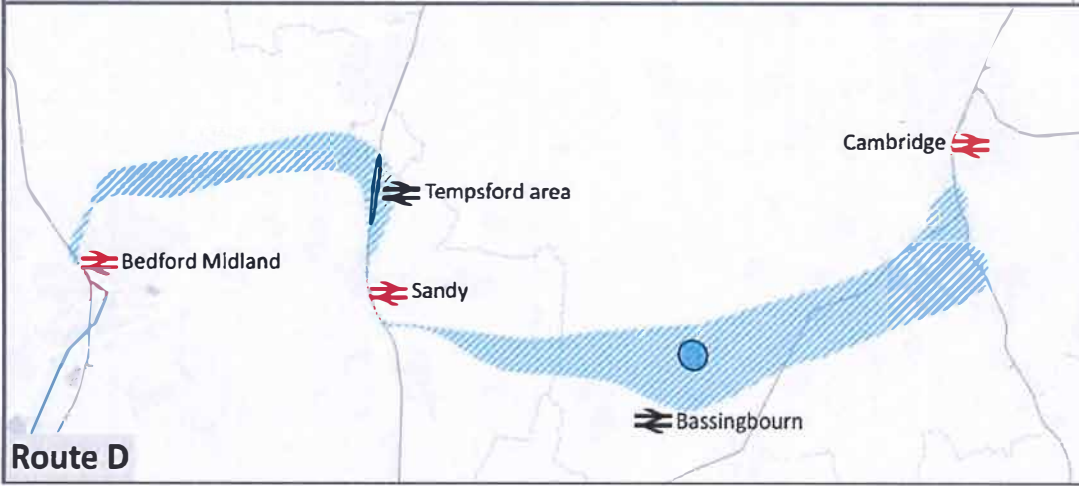 Cambridge
Tempsford area
Bedford Midland
Sandy
Bassingbourn
Route D